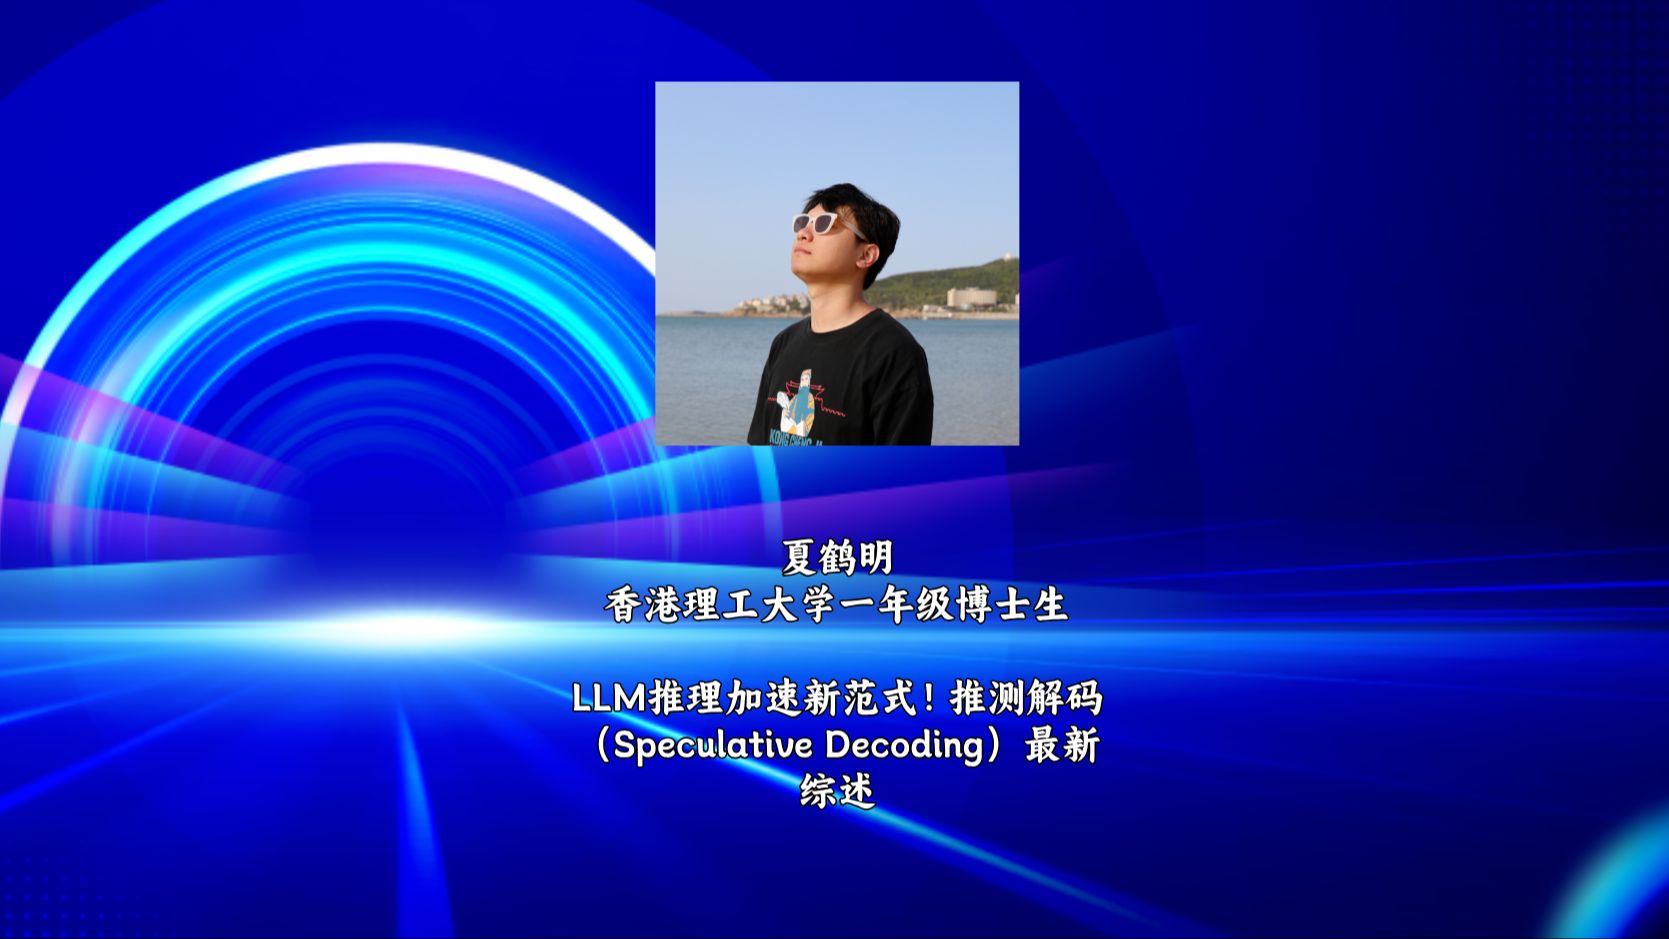 夏鹤明
香港理工大学一年级博士生
LLM推理加速新范式！推测解码
（Speculative Decoding）最新
综述